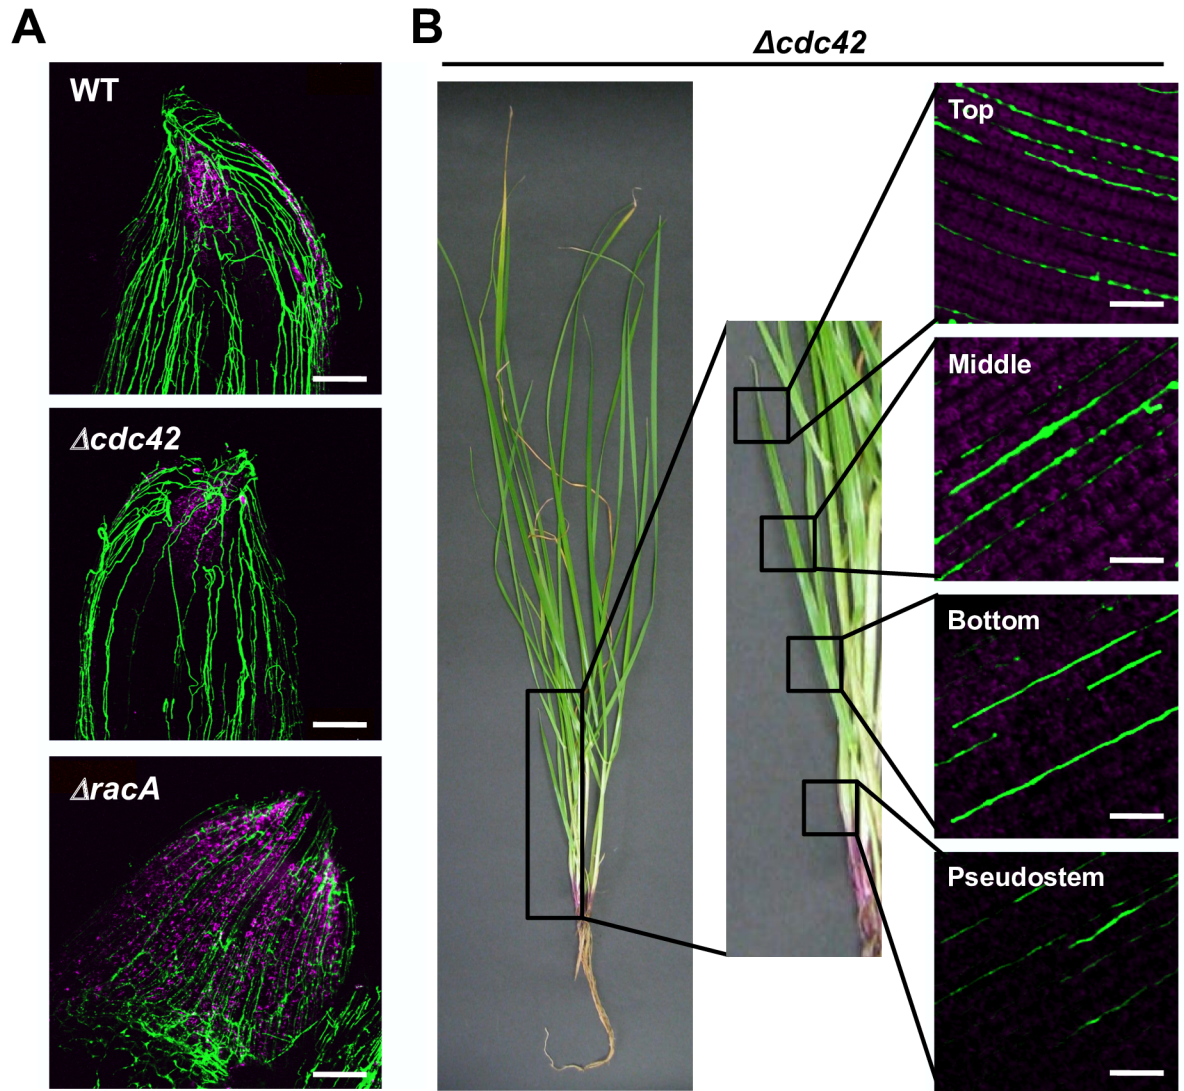 A
WT
Δcdc42
ΔracA
B
Δcdc42
Top
Middle
Bottom
Pseudostem